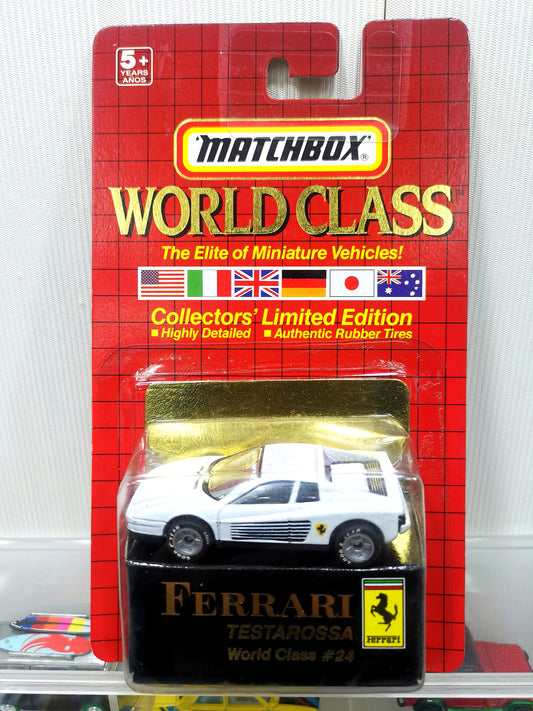 5+
YEARS
AÑOS
"MATCHBOX"®
WORLD CLASS™
The Elite of Miniature Vehicles!
Collectors' Limited Edition
■ Highly Detailed ■ Authentic Rubber Tires
FERRARI
TESTAROSSA
World Class #24
Ferrari